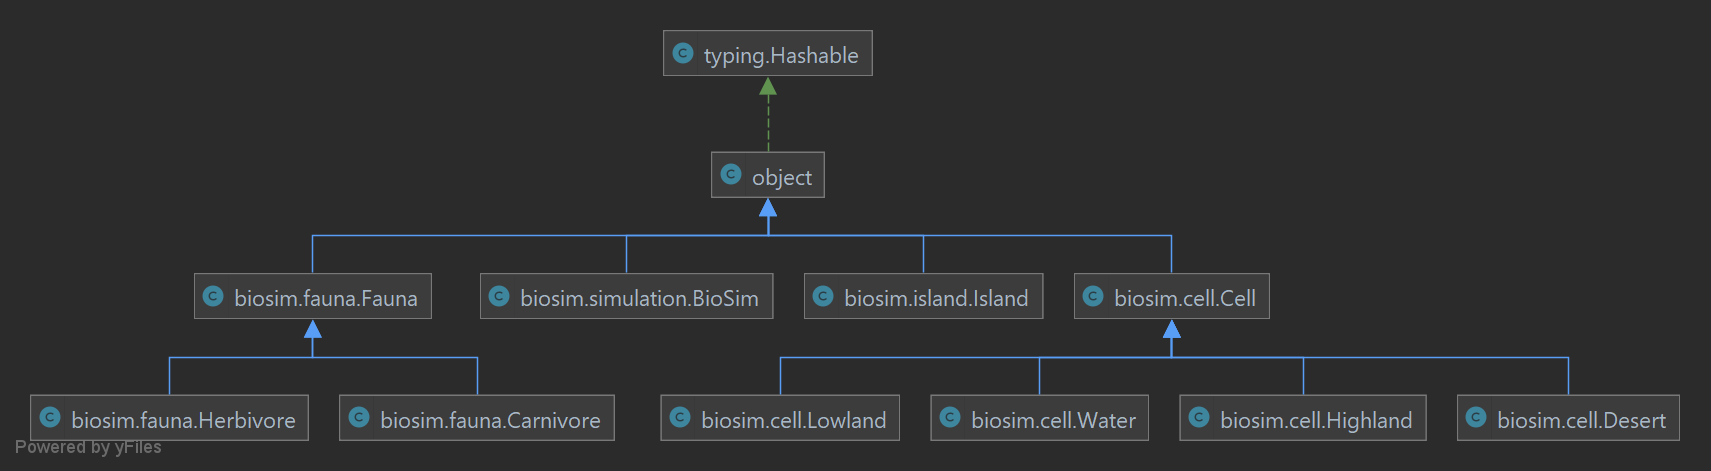 C typing.Hashable
C object
C biosim.fauna.Fauna
C biosim.simulation.BioSim
C biosim.island.Island
C biosim.cell.Cell
C biosim.fauna.Herbivore
C biosim.fauna.Carnivore
C biosim.cell.Lowland
C biosim.cell.Water
C biosim.cell.Highland
C biosim.cell.Desert
Powered by yFiles